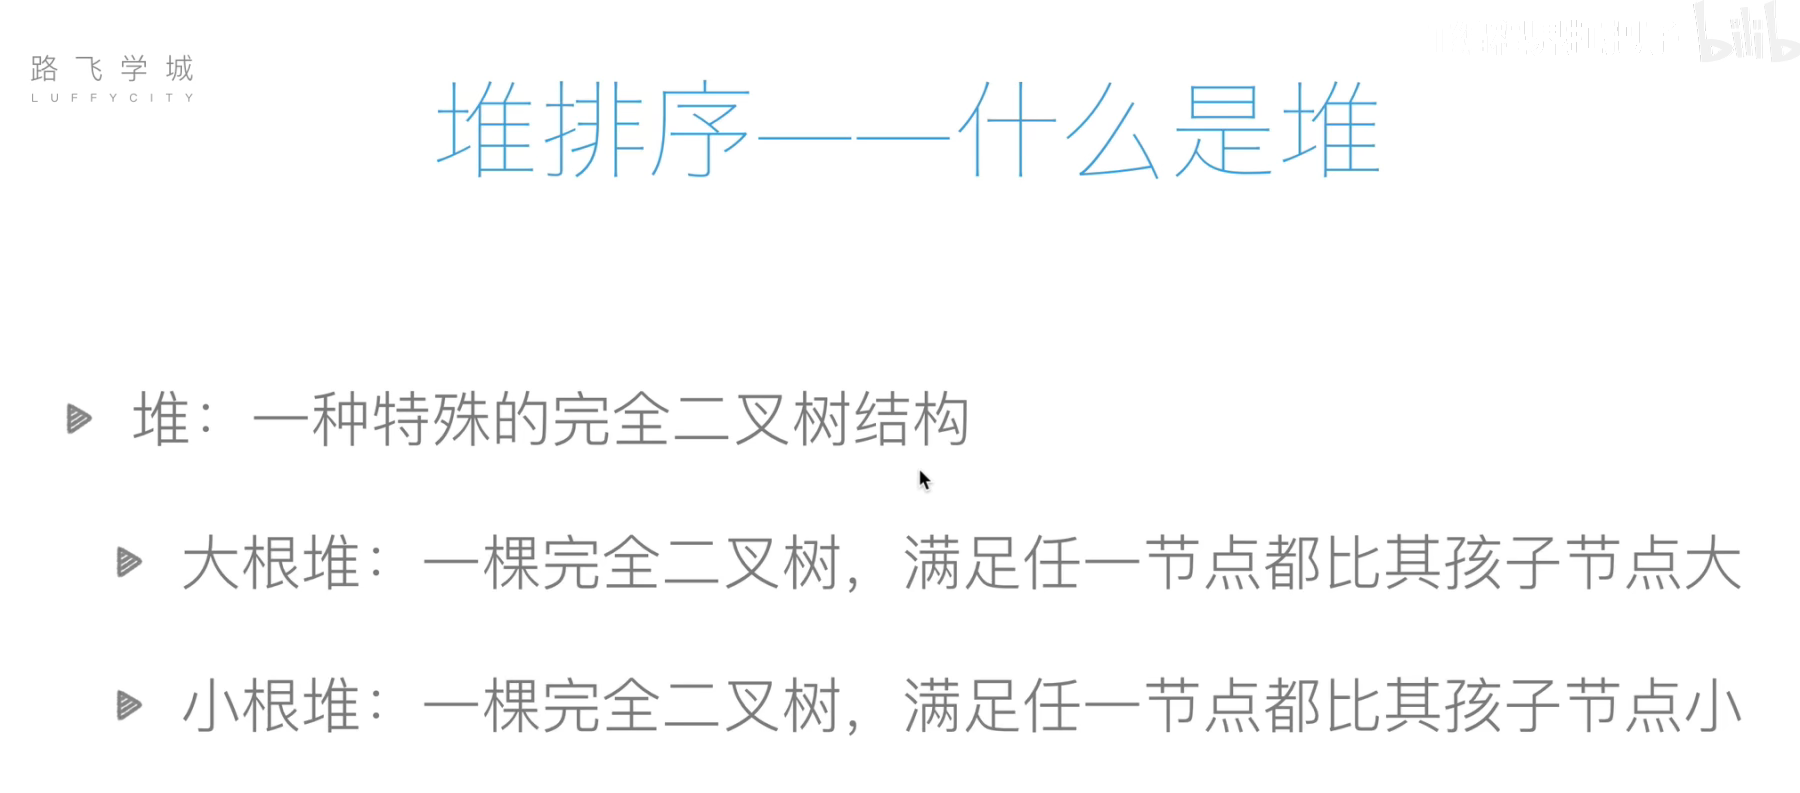 路飞学城
LUFFYCITY
堆排序——什么是堆
堆：一种特殊的完全二叉树结构
大根堆：一棵完全二叉树，满足任一节点都比其孩子节点大
小根堆：一棵完全二叉树，满足任一节点都比其孩子节点小